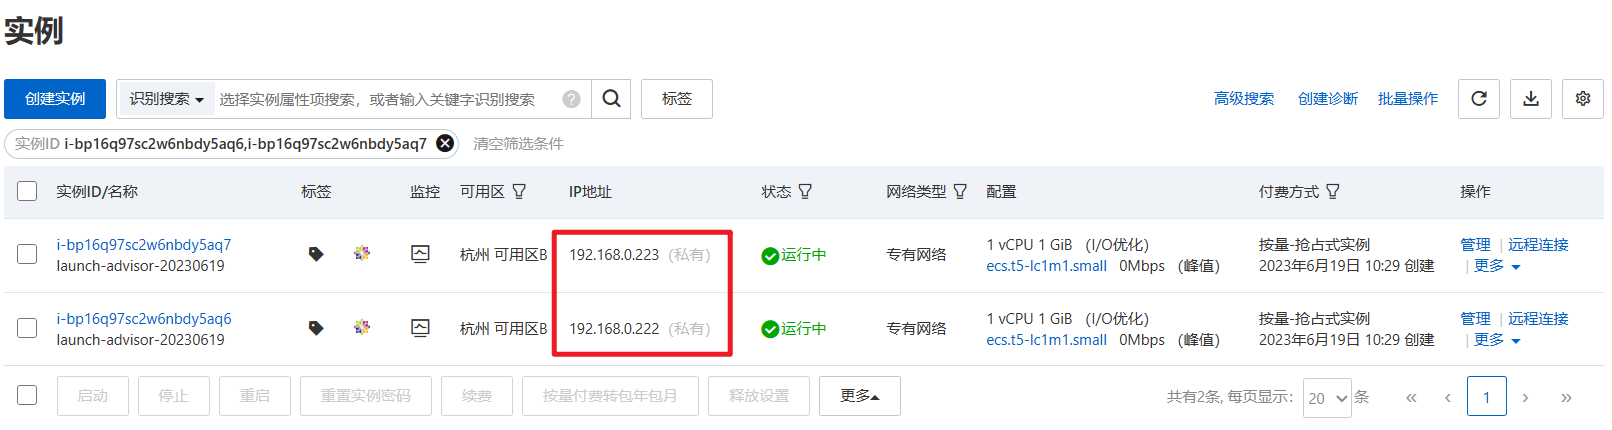 实例
创建实例 识别搜索 选择实例属性项搜索，或者输入关键字识别搜索 ? 标签 高级搜索 创建诊断 批量操作
实例ID i-bp16q97sc2w6nbdy5aq6,i-bp16q97sc2w6nbdy5aq7 清空筛选条件
实例ID/名称 标签 监控 可用区 IP地址 状态 网络类型 配置 付费方式 操作
i-bp16q97sc2w6nbdy5aq7 1 vCPU 1 GiB （I/O优化） 按量-抢占式实例 管理 | 远程连接
杭州 可用区B 192.168.0.223 （私有） 运行中 专有网络
launch-advisor-20230619 ecs.t5-lc1m1.small 0Mbps （峰值） 2023年6月19日 10:29 创建 | 更多
i-bp16q97sc2w6nbdy5aq6 1 vCPU 1 GiB （I/O优化） 按量-抢占式实例 管理 | 远程连接
杭州 可用区B 192.168.0.222 （私有） 运行中 专有网络
launch-advisor-20230619 ecs.t5-lc1m1.small 0Mbps （峰值） 2023年6月19日 10:29 创建 | 更多
启动 停止 重启 重置实例密码 续费 按量付费转包年包月 释放设置 更多 共有2条, 每页显示： 20 条 « ‹ 1 › »